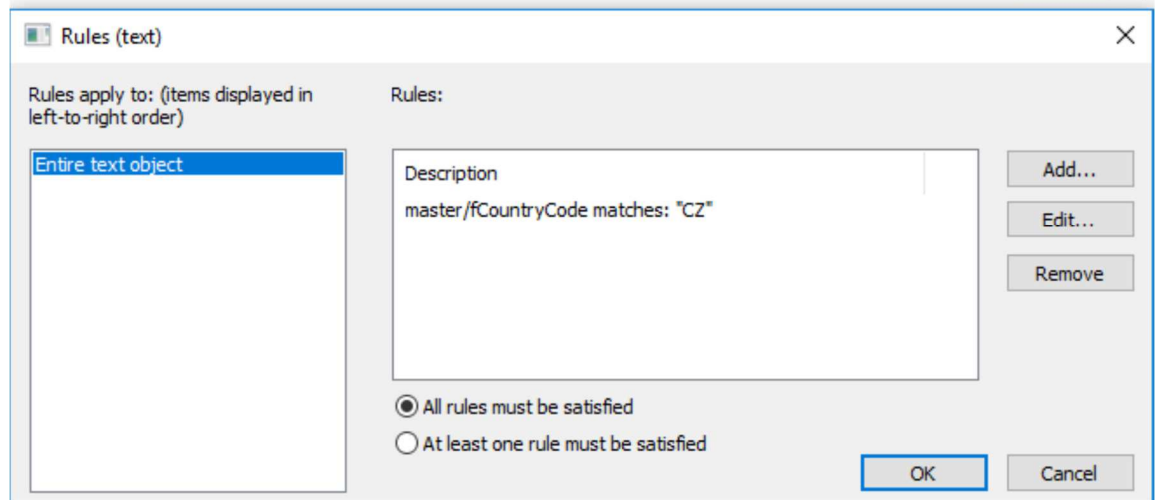 Rules (text)
Rules apply to: (items displayed in
left-to-right order)
Entire text object
Rules:
Description
master/fCountryCode matches: "CZ"
Add...
Edit...
Remove
All rules must be satisfied
At least one rule must be satisfied
OK
Cancel